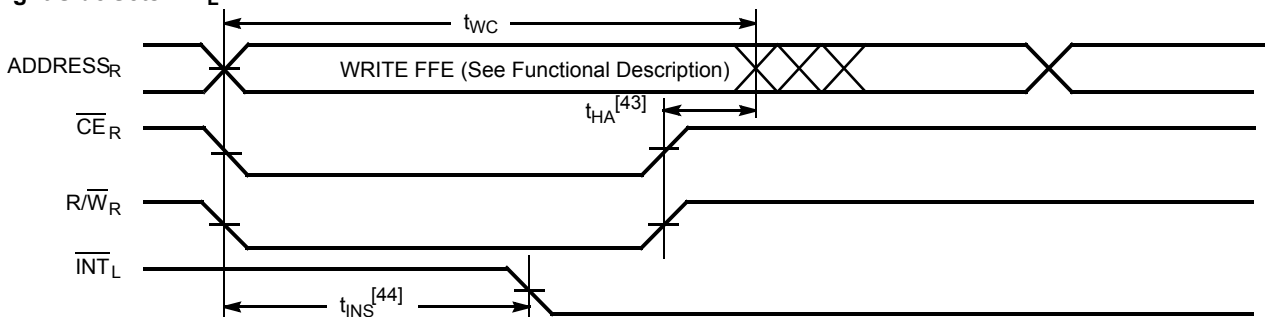 t_WC
ADDRESS_R
WRITE FFE (See Functional Description)
t_HA[43]
CE_R
R/W_R
INT_L
t_INS[44]